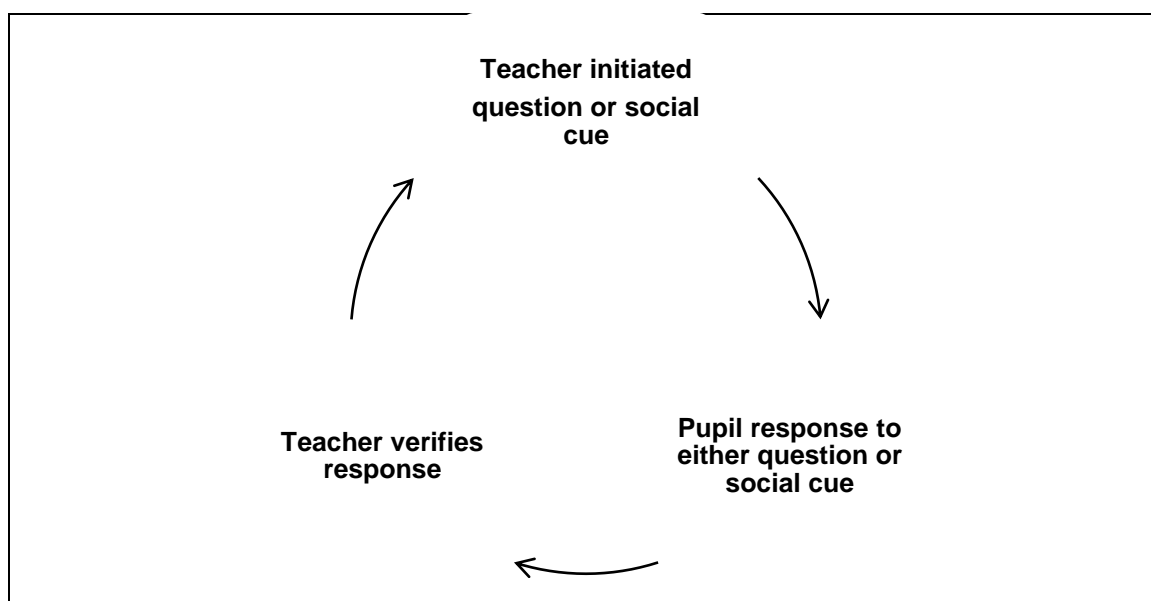 Teacher initiated
question or social
cue
Pupil response to
either question or
social cue
Teacher verifies
response